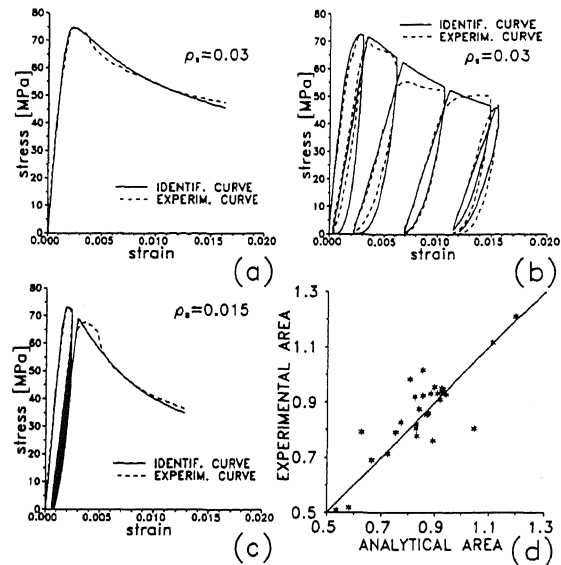 80
70
60
50
40
30
20
10
0
stress [MPa]
ρs=0.03
IDENTIF. CURVE
EXPERIM. CURVE
0.000 0.005 0.010 0.015 0.020
strain
(a)
80
70
60
50
40
30
20
10
0
stress [MPa]
IDENTIF. CURVE
EXPERIM. CURVE
ρs=0.03
0.000 0.005 0.010 0.015 0.020
strain
(b)
80
70
60
50
40
30
20
10
0
stress [MPa]
ρs=0.015
IDENTIF. CURVE
EXPERIM. CURVE
0.000 0.005 0.010 0.015 0.020
strain
(c)
1.3
1.1
0.9
0.7
0.5
EXPERIMENTAL AREA
0.5 0.7 0.9 1.1 1.3
ANALYTICAL AREA
(d)